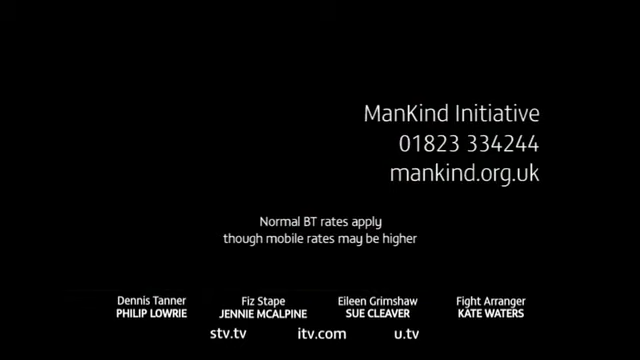 ManKind Initiative
01823 334244
mankind.org.uk
Normal BT rates apply
though mobile rates may be higher
Dennis Tanner Fiz Stape Eileen Grimshaw Fight Arranger
PHILIP LOWRIE JENNIE MCALPINE SUE CLEAVER KATE WATERS
stv.tv itv.com u.tv